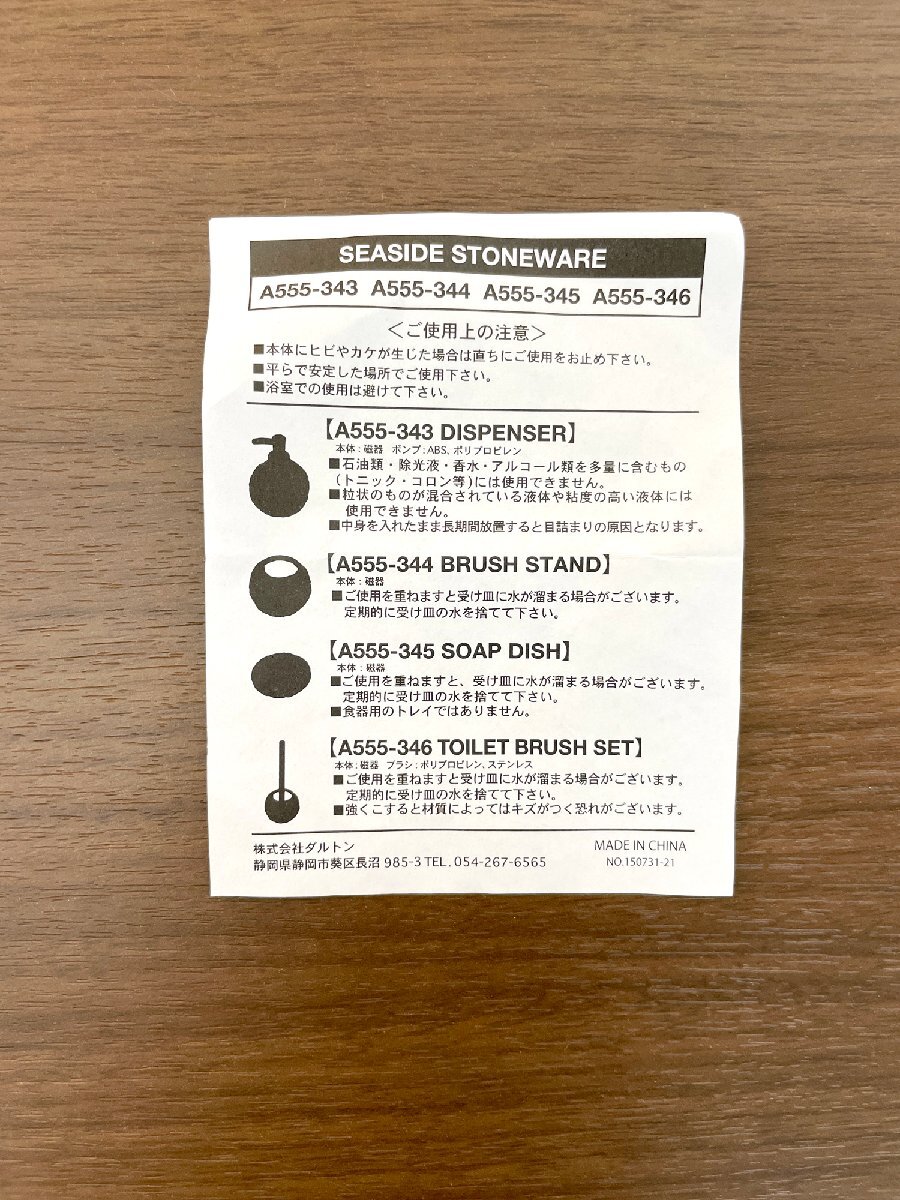 SEASIDE STONEWARE
A555-343 A555-344 A555-345 A555-346
＜ご使用上の注意＞
■本体にヒビやカケが生じた場合は直ちにご使用をお止め下さい。
■平らで安定した場所でご使用下さい。
■浴室での使用は避けて下さい。
【A555-343 DISPENSER】
本体：磁器 ポンプ：ABS、ポリプロピレン
■石油類・除光液・香水・アルコール類を多量に含むもの
（トニック・コロン等）には使用できません。
■粒状のものが混合されている液体や粘度の高い液体には
使用できません。
■中身を入れたまま長期間放置すると目詰まりの原因となります。
【A555-344 BRUSH STAND】
本体：磁器
■ご使用を重ねますと受け皿に水が溜まる場合がございます。
定期的に受け皿の水を捨てて下さい。
【A555-345 SOAP DISH】
本体：磁器
■ご使用を重ねますと、受け皿に水が溜まる場合がございます。
定期的に受け皿の水を捨てて下さい。
■食器用のトレイではありません。
【A555-346 TOILET BRUSH SET】
本体：磁器 ブラシ：ポリプロピレン、ステンレス
■ご使用を重ねますと受け皿に水が溜まる場合がございます。
定期的に受け皿の水を捨てて下さい。
■強くこすると材質によってはキズがつく恐れがございます。
株式会社ダルトン MADE IN CHINA
静岡県静岡市葵区長沼 985-3 TEL. 054-267-6565 NO.150731-21